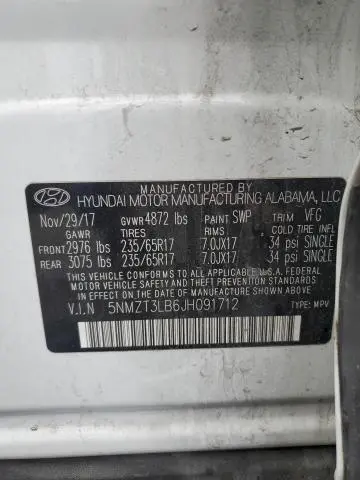 MANUFACTURED BY
HYUNDAI MOTOR MANUFACTURING ALABAMA, LLC
Nov/29/17 GVWR 4872 lbs PAINT SWP TRIM VFG
GAWR TIRES RIMS COLD TIRE INFL
FRONT 2976 lbs 235/65R17 7.0JX17 34 psi SINGLE
REAR 3075 lbs 235/65R17 7.0JX17 34 psi SINGLE
THIS VEHICLE CONFORMS TO ALL APPLICABLE U.S. FEDERAL
MOTOR VEHICLE SAFETY STANDARDS IN EFFECT ON THE
DATE OF MANUFACTURE SHOWN ABOVE.
V.I.N 5NMZT3LB6JH091712 TYPE: MPV